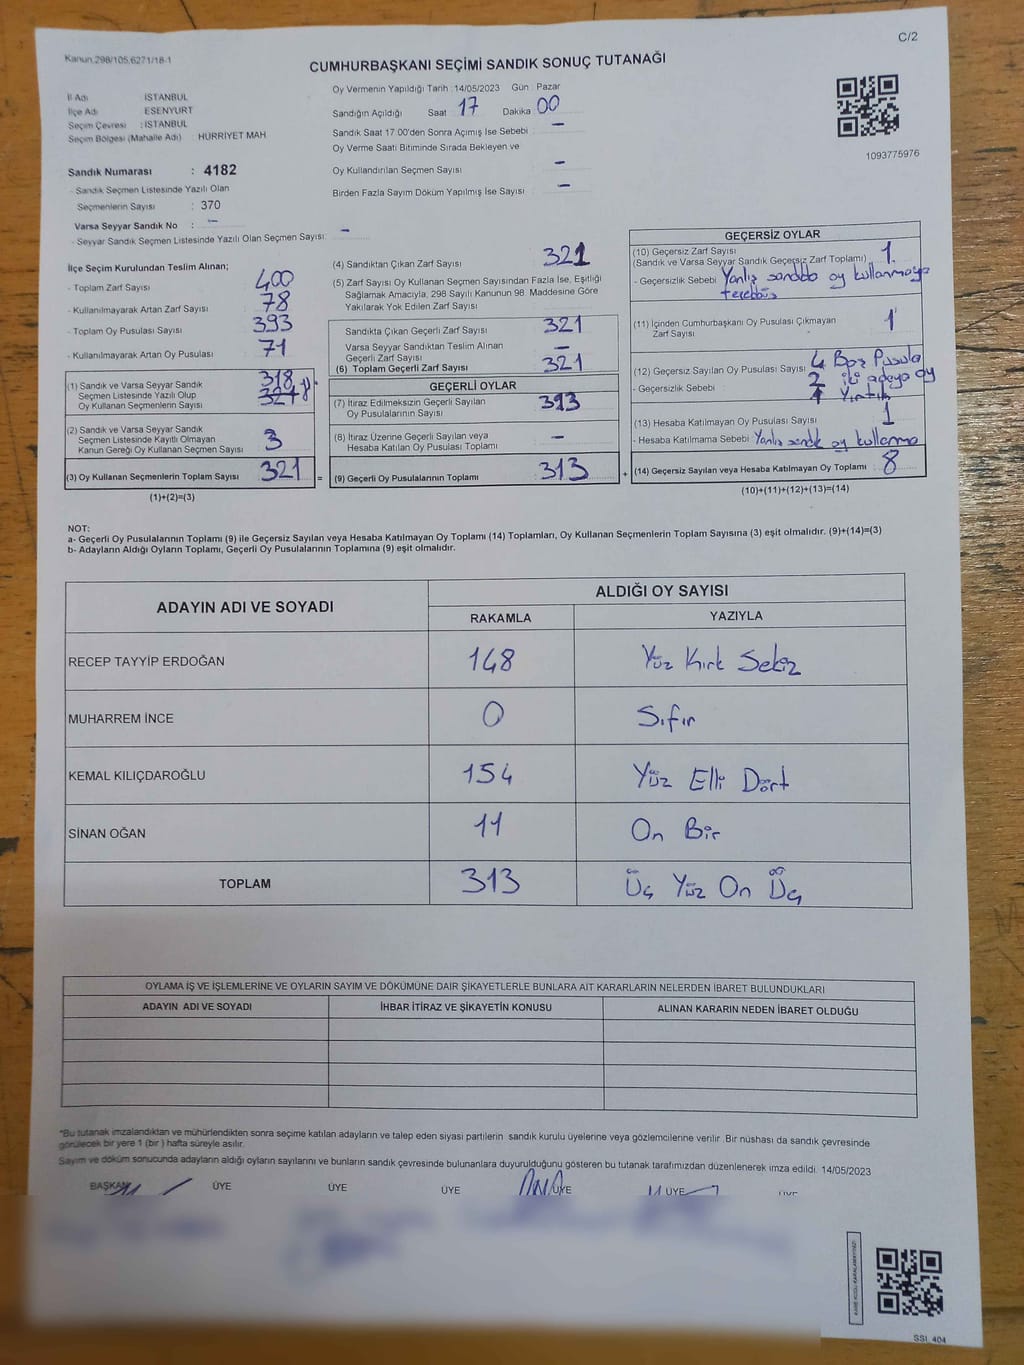 C/2
Kanun.298/105,6271/18-1
CUMHURBAŞKANI SEÇİMİ SANDIK SONUÇ TUTANAĞI
İl Adı : İSTANBUL
İlçe Adı : ESENYURT
Seçim Çevresi : İSTANBUL
Seçim Bölgesi (Mahalle Adı) : HÜRRİYET MAH
Sandık Numarası : 4182
- Sandık Seçmen Listesinde Yazılı Olan
Seçmenlerin Sayısı : 370
Varsa Seyyar Sandık No : –
- Seyyar Sandık Seçmen Listesinde Yazılı Olan Seçmen Sayısı: –
Oy Vermenin Yapıldığı Tarih :14/05/2023 Gün : Pazar
Sandığın Açıldığı Saat 17 Dakika 00
Sandık Saat 17:00'den Sonra Açımış İse Sebebi : –
Oy Verme Saati Bitiminde Sırada Bekleyen ve
Oy Kullandırılan Seçmen Sayısı : –
Birden Fazla Sayım Döküm Yapılmış İse Sayısı : –
1093775976
İlçe Seçim Kurulundan Teslim Alınan;
- Toplam Zarf Sayısı : 400
- Kullanılmayarak Artan Zarf Sayısı : 78
- Toplam Oy Pusulası Sayısı : 393
- Kullanılmayarak Artan Oy Pusulası : 71
(1) Sandık ve Varsa Seyyar Sandık
Seçmen Listesinde Yazılı Olup
Oy Kullanan Seçmenlerin Sayısı 318
(2) Sandık ve Varsa Seyyar Sandık
Seçmen Listesinde Kayıtlı Olmayan
Kanun Gereği Oy Kullanan Seçmen Sayısı 3
(3) Oy Kullanan Seçmenlerin Toplam Sayısı 321 =
(1)+(2)=(3)
(4) Sandıktan Çıkan Zarf Sayısı : 321
(5) Zarf Sayısı Oy Kullanan Seçmen Sayısından Fazla İse, Eşitliği
Sağlamak Amacıyla, 298 Sayılı Kanunun 98. Maddesine Göre
Yakılarak Yok Edilen Zarf Sayısı
Sandıkta Çıkan Geçerli Zarf Sayısı : 321
Varsa Seyyar Sandıktan Teslim Alınan
Geçerli Zarf Sayısı : –
(6) Toplam Geçerli Zarf Sayısı : 321
GEÇERLİ OYLAR
(7) İtiraz Edilmeksizin Geçerli Sayılan
Oy Pusulalarının Sayısı : 313
(8) İtiraz Üzerine Geçerli Sayılan veya
Hesaba Katılan Oy Pusulası Toplamı : –
(9) Geçerli Oy Pusulalarının Toplamı : 313 +
GEÇERSİZ OYLAR
(10) Geçersiz Zarf Sayısı
(Sandık ve Varsa Seyyar Sandık Geçersiz Zarf Toplamı) : 1
- Geçersizlik Sebebi : Yanlış sandıkta oy kullanmaya
teşebbüs
(11) İçinden Cumhurbaşkanı Oy Pusulası Çıkmayan
Zarf Sayısı : 1
(12) Geçersiz Sayılan Oy Pusulası Sayısı : 4 Boş Pusula
- Geçersizlik Sebebi : 2 iki adaya oy
1 Yırtık
(13) Hesaba Katılmayan Oy Pusulası Sayısı : 1
- Hesaba Katılmama Sebebi : Yanlış sandık oy kullanma
(14) Geçersiz Sayılan veya Hesaba Katılmayan Oy Toplamı : 8
(10)+(11)+(12)+(13)=(14)
NOT:
a- Geçerli Oy Pusulalarının Toplamı (9) ile Geçersiz Sayılan veya Hesaba Katılmayan Oy Toplamı (14) Toplamları, Oy Kullanan Seçmenlerin Toplam Sayısına (3) eşit olmalıdır. (9)+(14)=(3)
b- Adayların Aldığı Oyların Toplamı, Geçerli Oy Pusulalarının Toplamına (9) eşit olmalıdır.
ADAYIN ADI VE SOYADI ALDIĞI OY SAYISI
RAKAMLA YAZIYLA
RECEP TAYYİP ERDOĞAN 148 Yüz Kırk Sekiz
MUHARREM İNCE 0 Sıfır
KEMAL KILIÇDAROĞLU 154 Yüz Elli Dört
SİNAN OĞAN 11 On Bir
TOPLAM 313 Üç Yüz On Üç
OYLAMA İŞ VE İŞLEMLERİNE VE OYLARIN SAYIM VE DÖKÜMÜNE DAİR ŞİKAYETLERLE BUNLARA AİT KARARLARIN NELERDEN İBARET BULUNDUKLARI
ADAYIN ADI VE SOYADI İHBAR İTİRAZ VE ŞİKAYETİN KONUSU ALINAN KARARIN NEDEN İBARET OLDUĞU
*Bu tutanak imzalandıktan ve mühürlendikten sonra seçime katılan adayların ve talep eden siyasi partilerin sandık kurulu üyelerine veya gözlemcilerine verilir. Bir nüshası da sandık çevresinde
görülecek bir yere 1 (bir) hafta süreyle asılır.
Sayım ve döküm sonucunda adayların aldığı oyların sayılarını ve bunların sandık çevresinde bulunanlara duyurulduğunu gösteren bu tutanak tarafımızdan düzenlenerek imza edildi. 14/05/2023
BAŞKAN ÜYE ÜYE ÜYE ÜYE ÜYE ÜYE
SSI_404